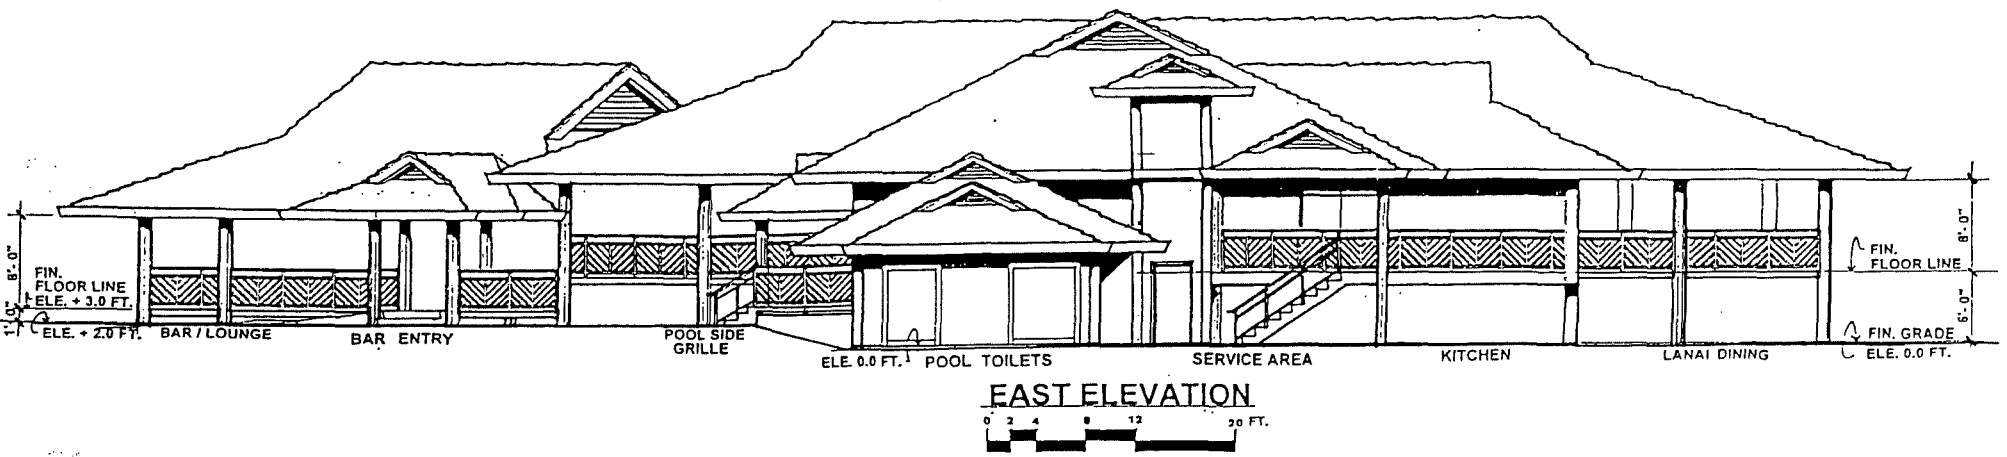 8'-0"
FIN.
FLOOR LINE
ELE. + 3.0 FT.
1'-0"
ELE. + 2.0 FT.
BAR / LOUNGE
BAR ENTRY
POOL SIDE
GRILLE
ELE. 0.0 FT.
POOL TOILETS
SERVICE AREA
KITCHEN
LANAI DINING
8'-0"
FIN.
FLOOR LINE
6'-0"
FIN. GRADE
ELE. 0.0 FT.
EAST ELEVATION
0 2 4 8 12 20 FT.